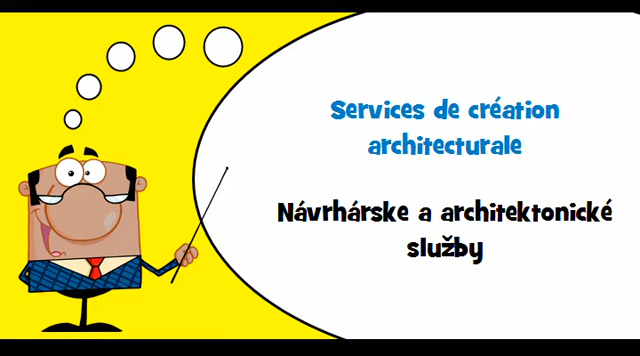 Services de création
architecturale
Návrhárske a architektonické
služby